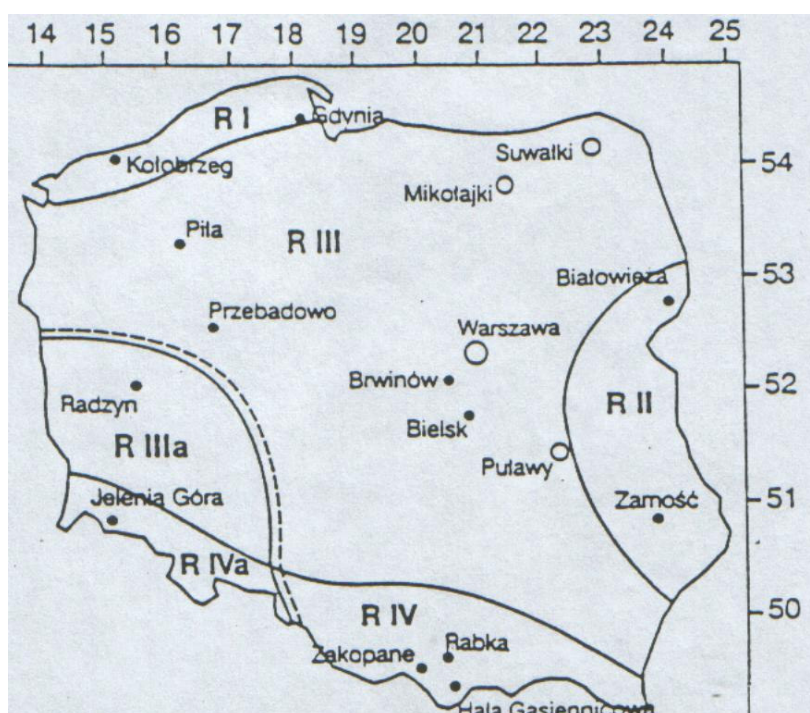 14 15 16 17 18 19 20 21 22 23 24 25
Gdynia
R I
Suwałki
54
Kołobrzeg
Mikołajki
Piła
R III
53
Białowieża
Przebadowo
Warszawa
Brwinów
52
Radzyn
R II
Bielsk
R IIIa
Puławy
Jelenia Góra
Zamość
51
R IVa
R IV
50
Rabka
Zakopane
Hala Gąsienicowa